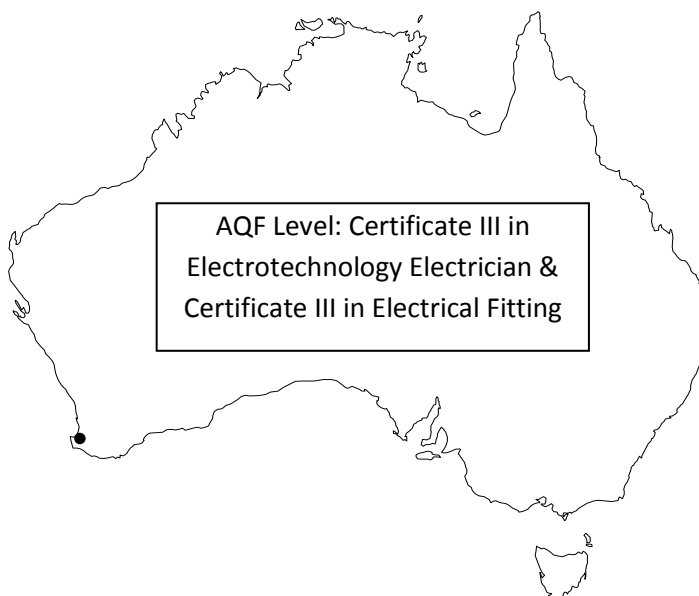 AQF Level: Certificate III in
Electrotechnology Electrician &
Certificate III in Electrical Fitting